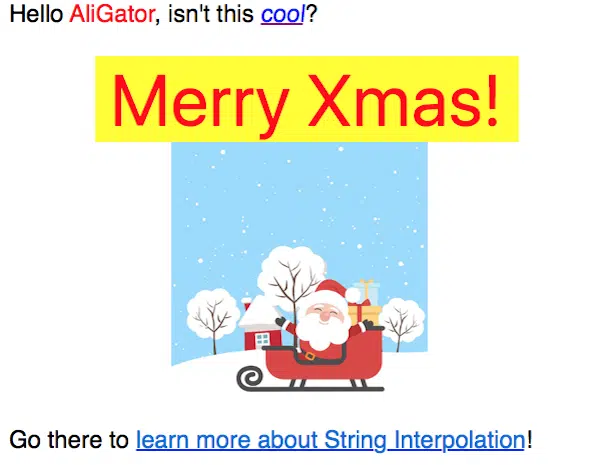 Hello AliGator, isn't this cool?
Merry Xmas!
Go there to learn more about String Interpolation!